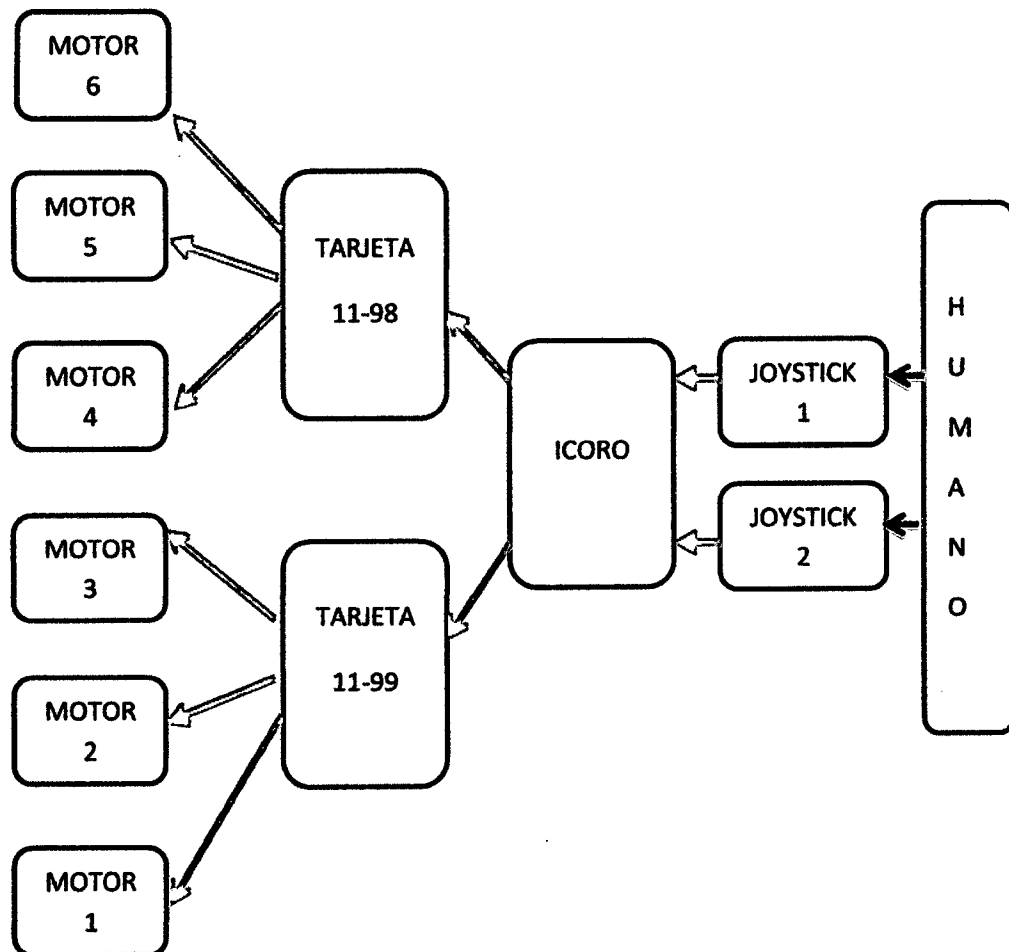 MOTOR
6
MOTOR
5
MOTOR
4
MOTOR
3
MOTOR
2
MOTOR
1
TARJETA
11-98
TARJETA
11-99
ICORO
JOYSTICK
1
JOYSTICK
2
H
U
M
A
N
O